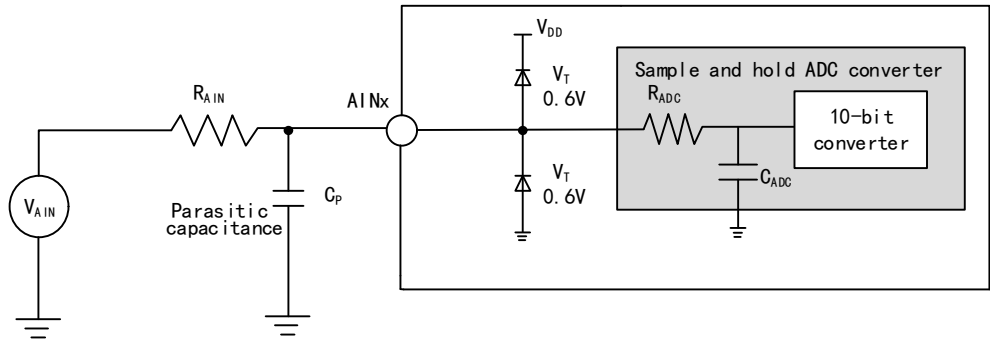 V_DD
Sample and hold ADC converter
V_T
0.6V
R_AIN
AINx
R_ADC
10-bit
converter
V_T
0.6V
C_ADC
V_AIN
Parasitic
capacitance
C_P